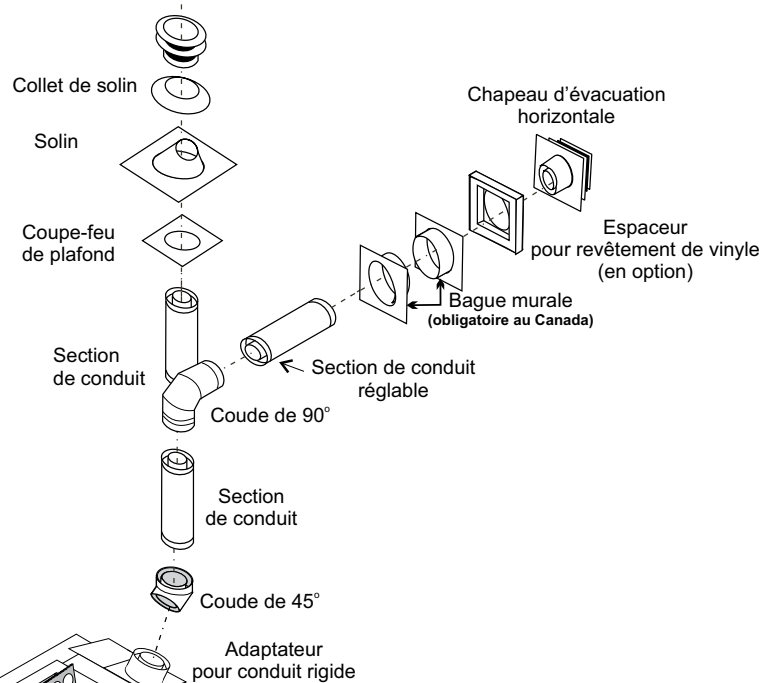 Collet de solin
Solin
Coupe-feu
de plafond
Section
de conduit
Coude de 90°
Section
de conduit
Coude de 45°
Adaptateur
pour conduit rigide
Chapeau d'évacuation
horizontale
Espaceur
pour revêtement de vinyle
(en option)
Bague murale
(obligatoire au Canada)
Section de conduit
réglable